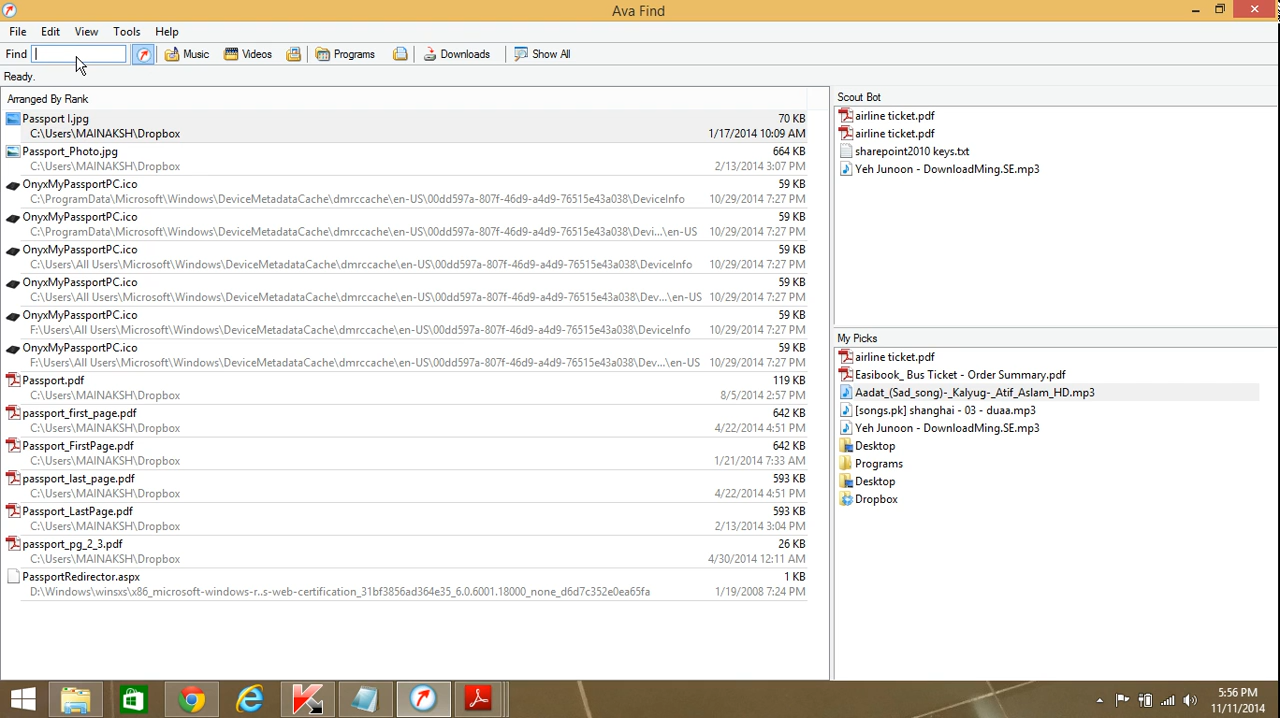 Ava Find
File Edit View Tools Help
Find Music Videos Programs Downloads Show All
Ready.
Arranged By Rank
Passport I.jpg 70 KB
C:\Users\MAINAKSH\Dropbox 1/17/2014 10:09 AM
Passport_Photo.jpg 664 KB
C:\Users\MAINAKSH\Dropbox 2/13/2014 3:07 PM
OnyxMyPassportPC.ico 59 KB
C:\ProgramData\Microsoft\Windows\DeviceMetadataCache\dmrccache\en-US\00dd597a-807f-46d9-a4d9-76515e43a038\DeviceInfo 10/29/2014 7:27 PM
OnyxMyPassportPC.ico 59 KB
C:\ProgramData\Microsoft\Windows\DeviceMetadataCache\dmrccache\en-US\00dd597a-807f-46d9-a4d9-76515e43a038\Devi...\en-US 10/29/2014 7:27 PM
OnyxMyPassportPC.ico 59 KB
C:\Users\All Users\Microsoft\Windows\DeviceMetadataCache\dmrccache\en-US\00dd597a-807f-46d9-a4d9-76515e43a038\DeviceInfo 10/29/2014 7:27 PM
OnyxMyPassportPC.ico 59 KB
C:\Users\All Users\Microsoft\Windows\DeviceMetadataCache\dmrccache\en-US\00dd597a-807f-46d9-a4d9-76515e43a038\Dev...\en-US 10/29/2014 7:27 PM
OnyxMyPassportPC.ico 59 KB
F:\Users\All Users\Microsoft\Windows\DeviceMetadataCache\dmrccache\en-US\00dd597a-807f-46d9-a4d9-76515e43a038\DeviceInfo 10/29/2014 7:27 PM
OnyxMyPassportPC.ico 59 KB
F:\Users\All Users\Microsoft\Windows\DeviceMetadataCache\dmrccache\en-US\00dd597a-807f-46d9-a4d9-76515e43a038\Dev...\en-US 10/29/2014 7:27 PM
Passport.pdf 119 KB
C:\Users\MAINAKSH\Dropbox 8/5/2014 2:57 PM
passport_first_page.pdf 642 KB
C:\Users\MAINAKSH\Dropbox 4/22/2014 4:51 PM
Passport_FirstPage.pdf 642 KB
C:\Users\MAINAKSH\Dropbox 1/21/2014 7:33 AM
passport_last_page.pdf 593 KB
C:\Users\MAINAKSH\Dropbox 4/22/2014 4:51 PM
Passport_LastPage.pdf 593 KB
C:\Users\MAINAKSH\Dropbox 2/13/2014 3:04 PM
passport_pg_2_3.pdf 26 KB
C:\Users\MAINAKSH\Dropbox 4/30/2014 12:11 AM
PassportRedirector.aspx 1 KB
D:\Windows\winsxs\x86_microsoft-windows-r..s-web-certification_31bf3856ad364e35_6.0.6001.18000_none_d6d7c352e0ea65fa 1/19/2008 7:24 PM
Scout Bot
airline ticket.pdf
airline ticket.pdf
sharepoint2010 keys.txt
Yeh Junoon - DownloadMing.SE.mp3
My Picks
airline ticket.pdf
Easibook_ Bus Ticket - Order Summary.pdf
Aadat_(Sad_song)-_Kalyug-_Atif_Aslam_HD.mp3
[songs.pk] shanghai - 03 - duaa.mp3
Yeh Junoon - DownloadMing.SE.mp3
Desktop
Programs
Desktop
Dropbox
5:56 PM
11/11/2014